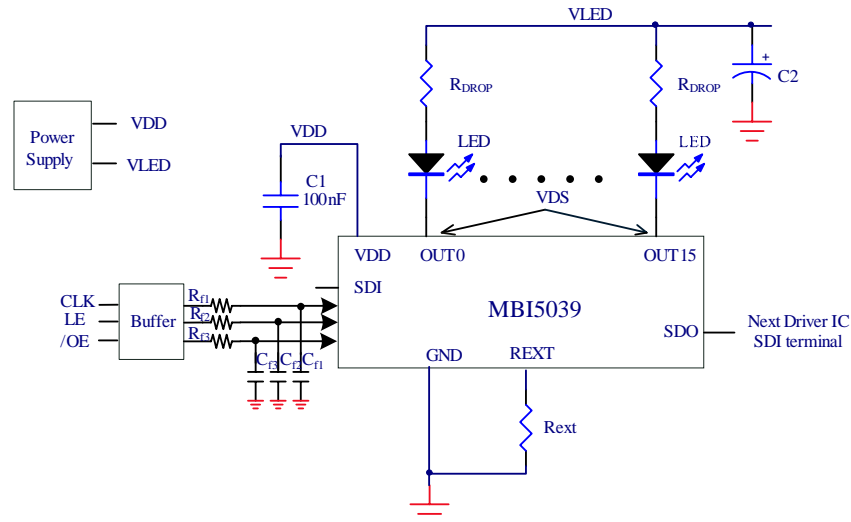 VLED
+
C2
RDROP
RDROP
Power
Supply
VDD
VLED
VDD
LED
LED
C1
100nF
VDS
VDD
OUT0
OUT15
SDI
MBI5039
CLK
LE
/OE
Buffer
Rf1
Rf2
Rf3
Cf3
Cf2
Cf1
GND
REXT
SDO
Next Driver IC
SDI terminal
Rext